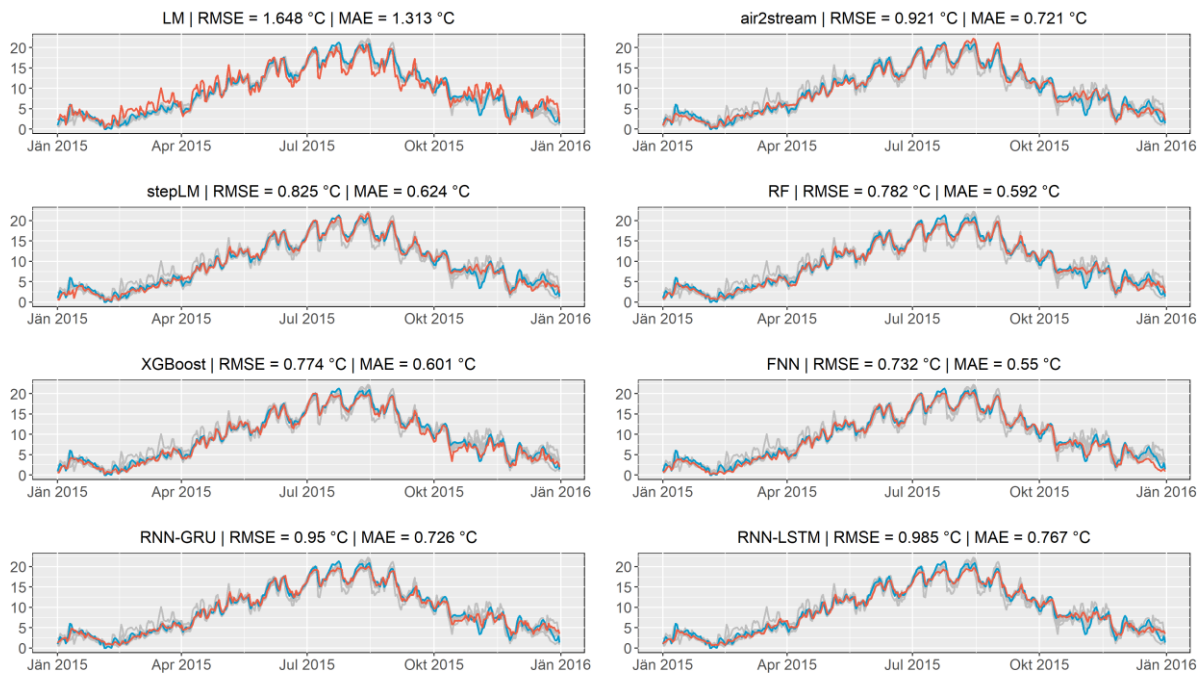 LM | RMSE = 1.648 °C | MAE = 1.313 °C
20
15
10
5
0
Jän 2015 Apr 2015 Jul 2015 Okt 2015 Jän 2016
air2stream | RMSE = 0.921 °C | MAE = 0.721 °C
20
15
10
5
0
Jän 2015 Apr 2015 Jul 2015 Okt 2015 Jän 2016
stepLM | RMSE = 0.825 °C | MAE = 0.624 °C
20
15
10
5
0
Jän 2015 Apr 2015 Jul 2015 Okt 2015 Jän 2016
RF | RMSE = 0.782 °C | MAE = 0.592 °C
20
15
10
5
0
Jän 2015 Apr 2015 Jul 2015 Okt 2015 Jän 2016
XGBoost | RMSE = 0.774 °C | MAE = 0.601 °C
20
15
10
5
0
Jän 2015 Apr 2015 Jul 2015 Okt 2015 Jän 2016
FNN | RMSE = 0.732 °C | MAE = 0.55 °C
20
15
10
5
0
Jän 2015 Apr 2015 Jul 2015 Okt 2015 Jän 2016
RNN-GRU | RMSE = 0.95 °C | MAE = 0.726 °C
20
15
10
5
0
Jän 2015 Apr 2015 Jul 2015 Okt 2015 Jän 2016
RNN-LSTM | RMSE = 0.985 °C | MAE = 0.767 °C
20
15
10
5
0
Jän 2015 Apr 2015 Jul 2015 Okt 2015 Jän 2016